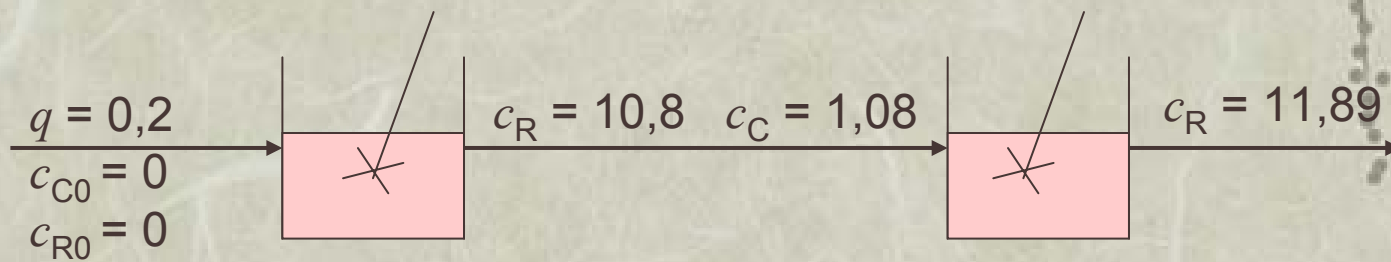 q = 0,2
c_C0 = 0
c_R0 = 0
c_R = 10,8 c_C = 1,08
c_R = 11,89